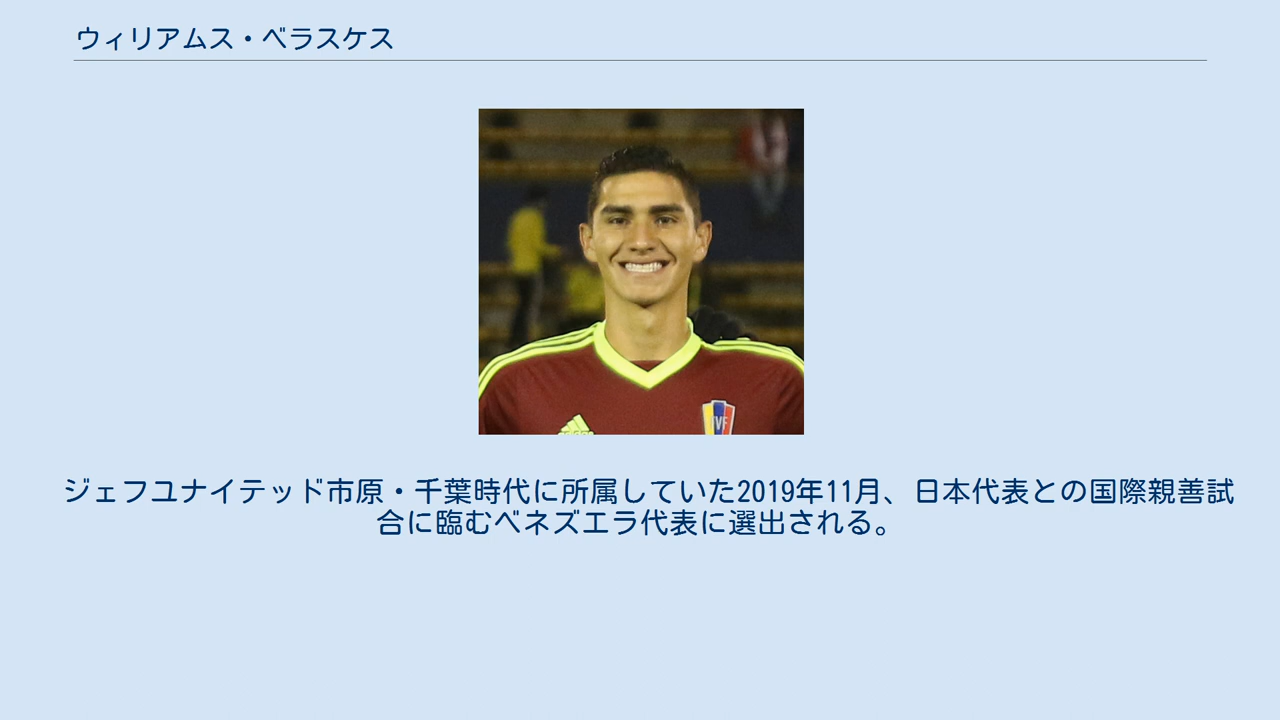 ウィリアムス・ベラスケス
ジェフユナイテッド市原・千葉時代に所属していた2019年11月、日本代表との国際親善試
合に臨むベネズエラ代表に選出される。
FVF